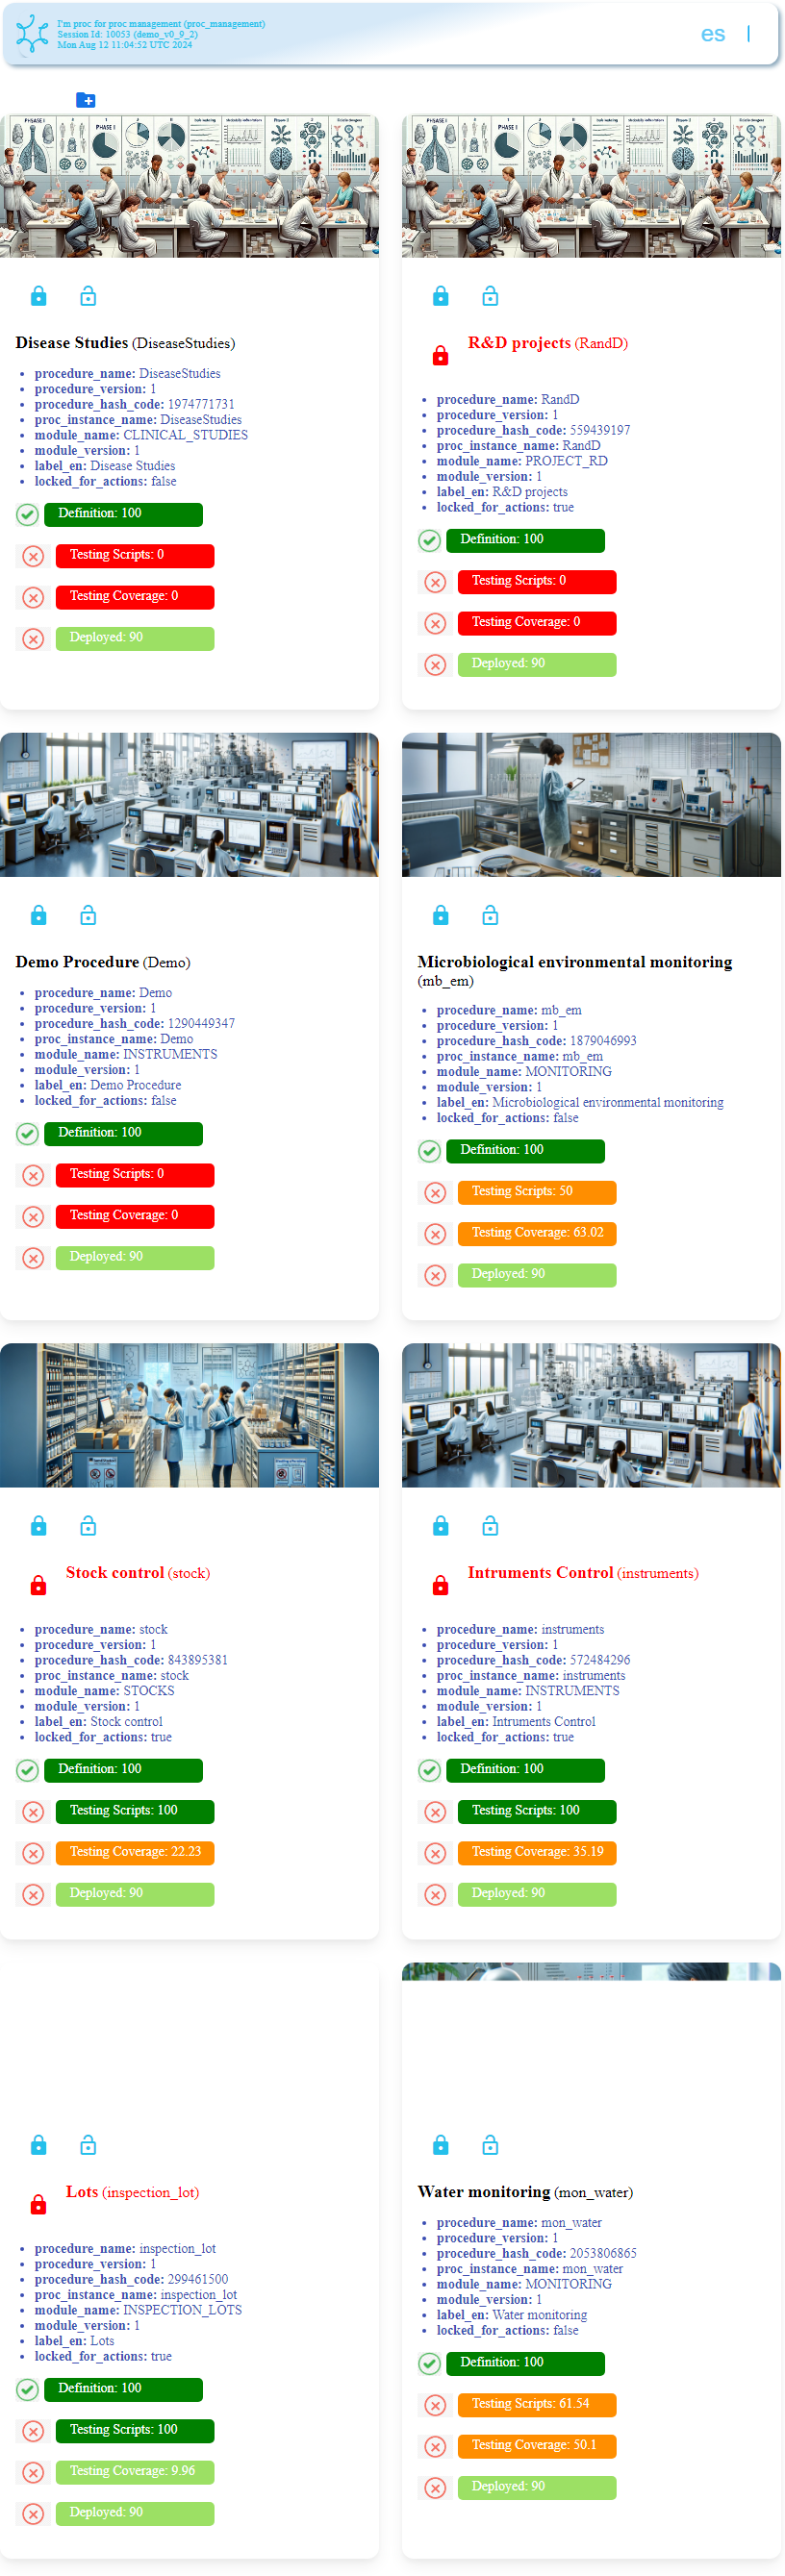 I'm proc for proc management (proc_management)
Session Id: 10053 (demo_v0_9_2)
Mon Aug 12 11:04:52 UTC 2024
es
PHASE I
PHASE I
Disease Studies (DiseaseStudies)
procedure_name: DiseaseStudies
procedure_version: 1
procedure_hash_code: 1974771731
proc_instance_name: DiseaseStudies
module_name: CLINICAL_STUDIES
module_version: 1
label_en: Disease Studies
locked_for_actions: false
Definition: 100
Testing Scripts: 0
Testing Coverage: 0
Deployed: 90
PHASE I
PHASE I
R&D projects (RandD)
procedure_name: RandD
procedure_version: 1
procedure_hash_code: 559439197
proc_instance_name: RandD
module_name: PROJECT_RD
module_version: 1
label_en: R&D projects
locked_for_actions: true
Definition: 100
Testing Scripts: 0
Testing Coverage: 0
Deployed: 90
Demo Procedure (Demo)
procedure_name: Demo
procedure_version: 1
procedure_hash_code: 1290449347
proc_instance_name: Demo
module_name: INSTRUMENTS
module_version: 1
label_en: Demo Procedure
locked_for_actions: false
Definition: 100
Testing Scripts: 0
Testing Coverage: 0
Deployed: 90
Microbiological environmental monitoring
(mb_em)
procedure_name: mb_em
procedure_version: 1
procedure_hash_code: 1879046993
proc_instance_name: mb_em
module_name: MONITORING
module_version: 1
label_en: Microbiological environmental monitoring
locked_for_actions: false
Definition: 100
Testing Scripts: 50
Testing Coverage: 63.02
Deployed: 90
Stock control (stock)
procedure_name: stock
procedure_version: 1
procedure_hash_code: 843895381
proc_instance_name: stock
module_name: STOCKS
module_version: 1
label_en: Stock control
locked_for_actions: true
Definition: 100
Testing Scripts: 100
Testing Coverage: 22.23
Deployed: 90
Intruments Control (instruments)
procedure_name: instruments
procedure_version: 1
procedure_hash_code: 572484296
proc_instance_name: instruments
module_name: INSTRUMENTS
module_version: 1
label_en: Intruments Control
locked_for_actions: true
Definition: 100
Testing Scripts: 100
Testing Coverage: 35.19
Deployed: 90
Lots (inspection_lot)
procedure_name: inspection_lot
procedure_version: 1
procedure_hash_code: 299461500
proc_instance_name: inspection_lot
module_name: INSPECTION_LOTS
module_version: 1
label_en: Lots
locked_for_actions: true
Definition: 100
Testing Scripts: 100
Testing Coverage: 9.96
Deployed: 90
Water monitoring (mon_water)
procedure_name: mon_water
procedure_version: 1
procedure_hash_code: 2053806865
proc_instance_name: mon_water
module_name: MONITORING
module_version: 1
label_en: Water monitoring
locked_for_actions: false
Definition: 100
Testing Scripts: 61.54
Testing Coverage: 50.1
Deployed: 90